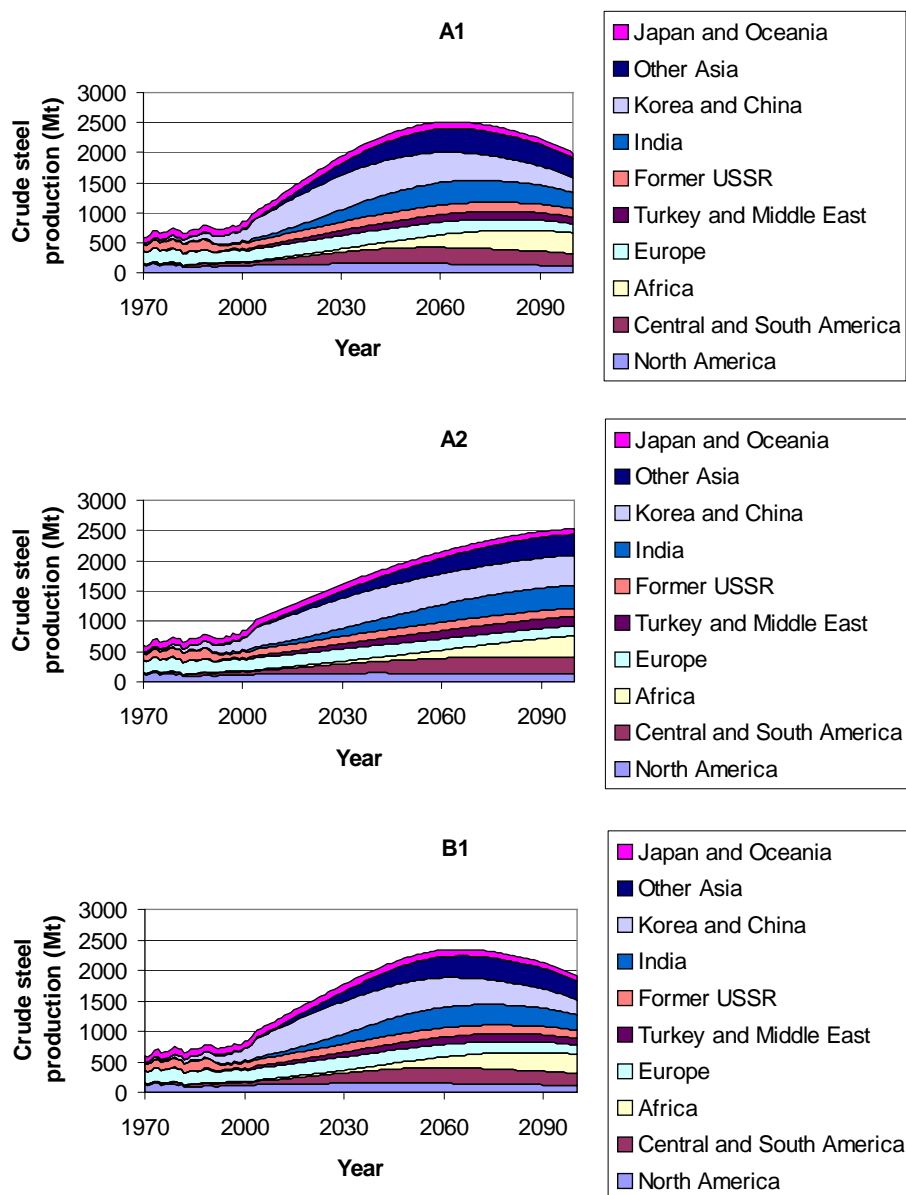 A1
Crude steel
production (Mt)
3000
2500
2000
1500
1000
500
0
1970
2000
2030
2060
2090
Year
Japan and Oceania
Other Asia
Korea and China
India
Former USSR
Turkey and Middle East
Europe
Africa
Central and South America
North America
A2
Crude steel
production (Mt)
3000
2500
2000
1500
1000
500
0
1970
2000
2030
2060
2090
Year
Japan and Oceania
Other Asia
Korea and China
India
Former USSR
Turkey and Middle East
Europe
Africa
Central and South America
North America
B1
Crude steel
production (Mt)
3000
2500
2000
1500
1000
500
0
1970
2000
2030
2060
2090
Year
Japan and Oceania
Other Asia
Korea and China
India
Former USSR
Turkey and Middle East
Europe
Africa
Central and South America
North America